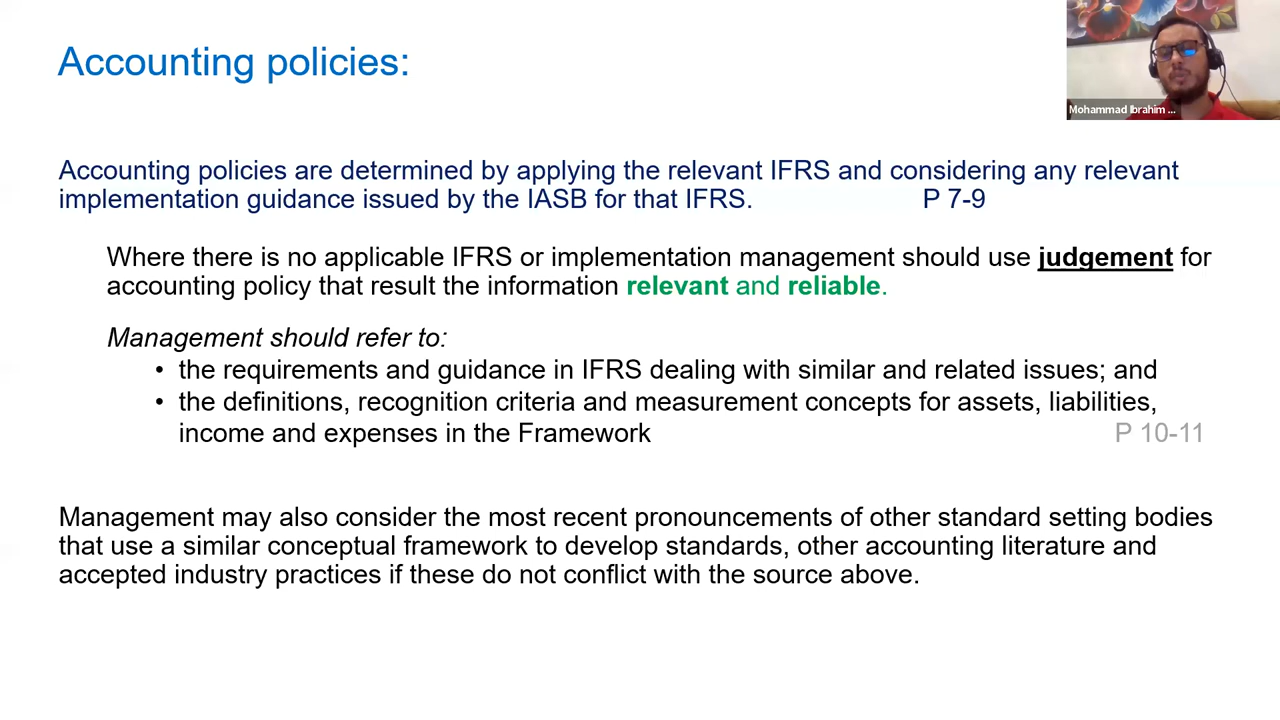 Accounting policies:
Mohammad Ibrahim ...
Accounting policies are determined by applying the relevant IFRS and considering any relevant
implementation guidance issued by the IASB for that IFRS. P 7-9
Where there is no applicable IFRS or implementation management should use judgement for
accounting policy that result the information relevant and reliable.
Management should refer to:
• the requirements and guidance in IFRS dealing with similar and related issues; and
• the definitions, recognition criteria and measurement concepts for assets, liabilities,
income and expenses in the Framework P 10-11
Management may also consider the most recent pronouncements of other standard setting bodies
that use a similar conceptual framework to develop standards, other accounting literature and
accepted industry practices if these do not conflict with the source above.